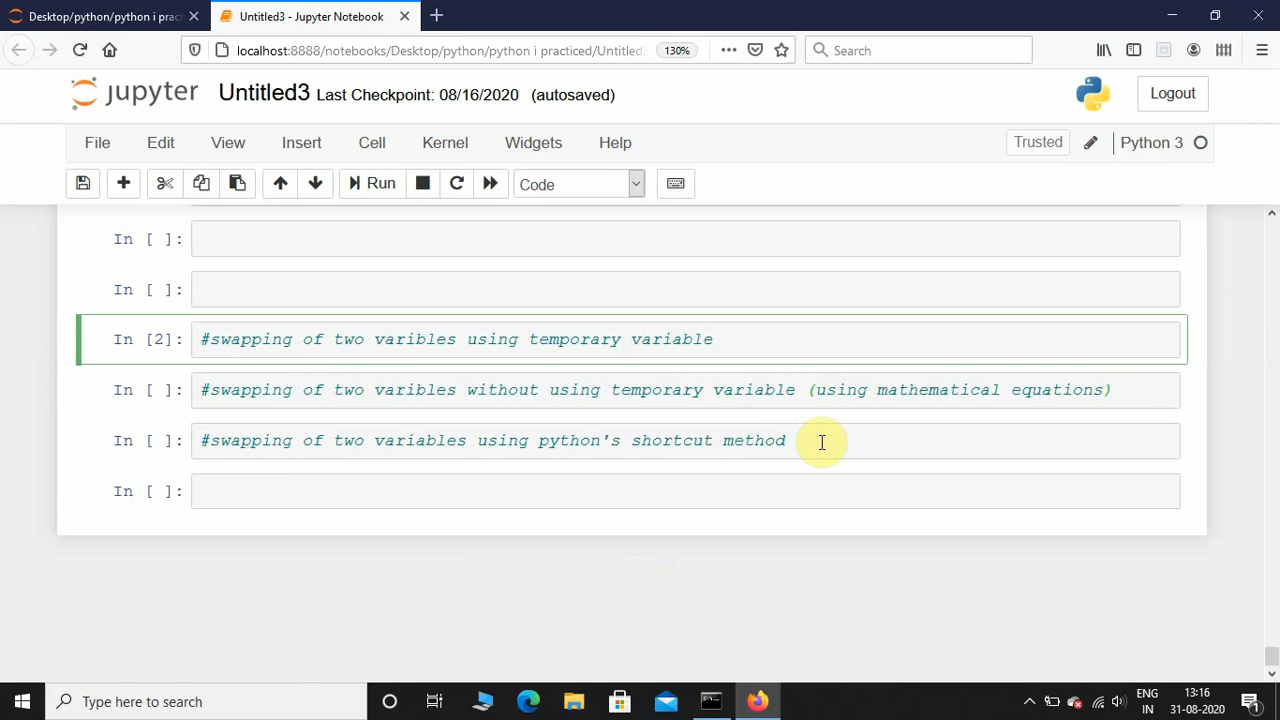 Desktop/python/python i pract
Untitled3 - Jupyter Notebook
localhost:8888/notebooks/Desktop/python/python i practiced/Untitled3
130%
Search
jupyter Untitled3 Last Checkpoint: 08/16/2020 (autosaved)
Logout
File Edit View Insert Cell Kernel Widgets Help
Trusted
Python 3
Run
Code
In [ ]:
In [ ]:
In [2]: #swapping of two varibles using temporary variable
In [ ]: #swapping of two varibles without using temporary variable (using mathematical equations)
In [ ]: #swapping of two variables using python's shortcut method
In [ ]:
Type here to search
ENG
IN
13:16
31-08-2020
1